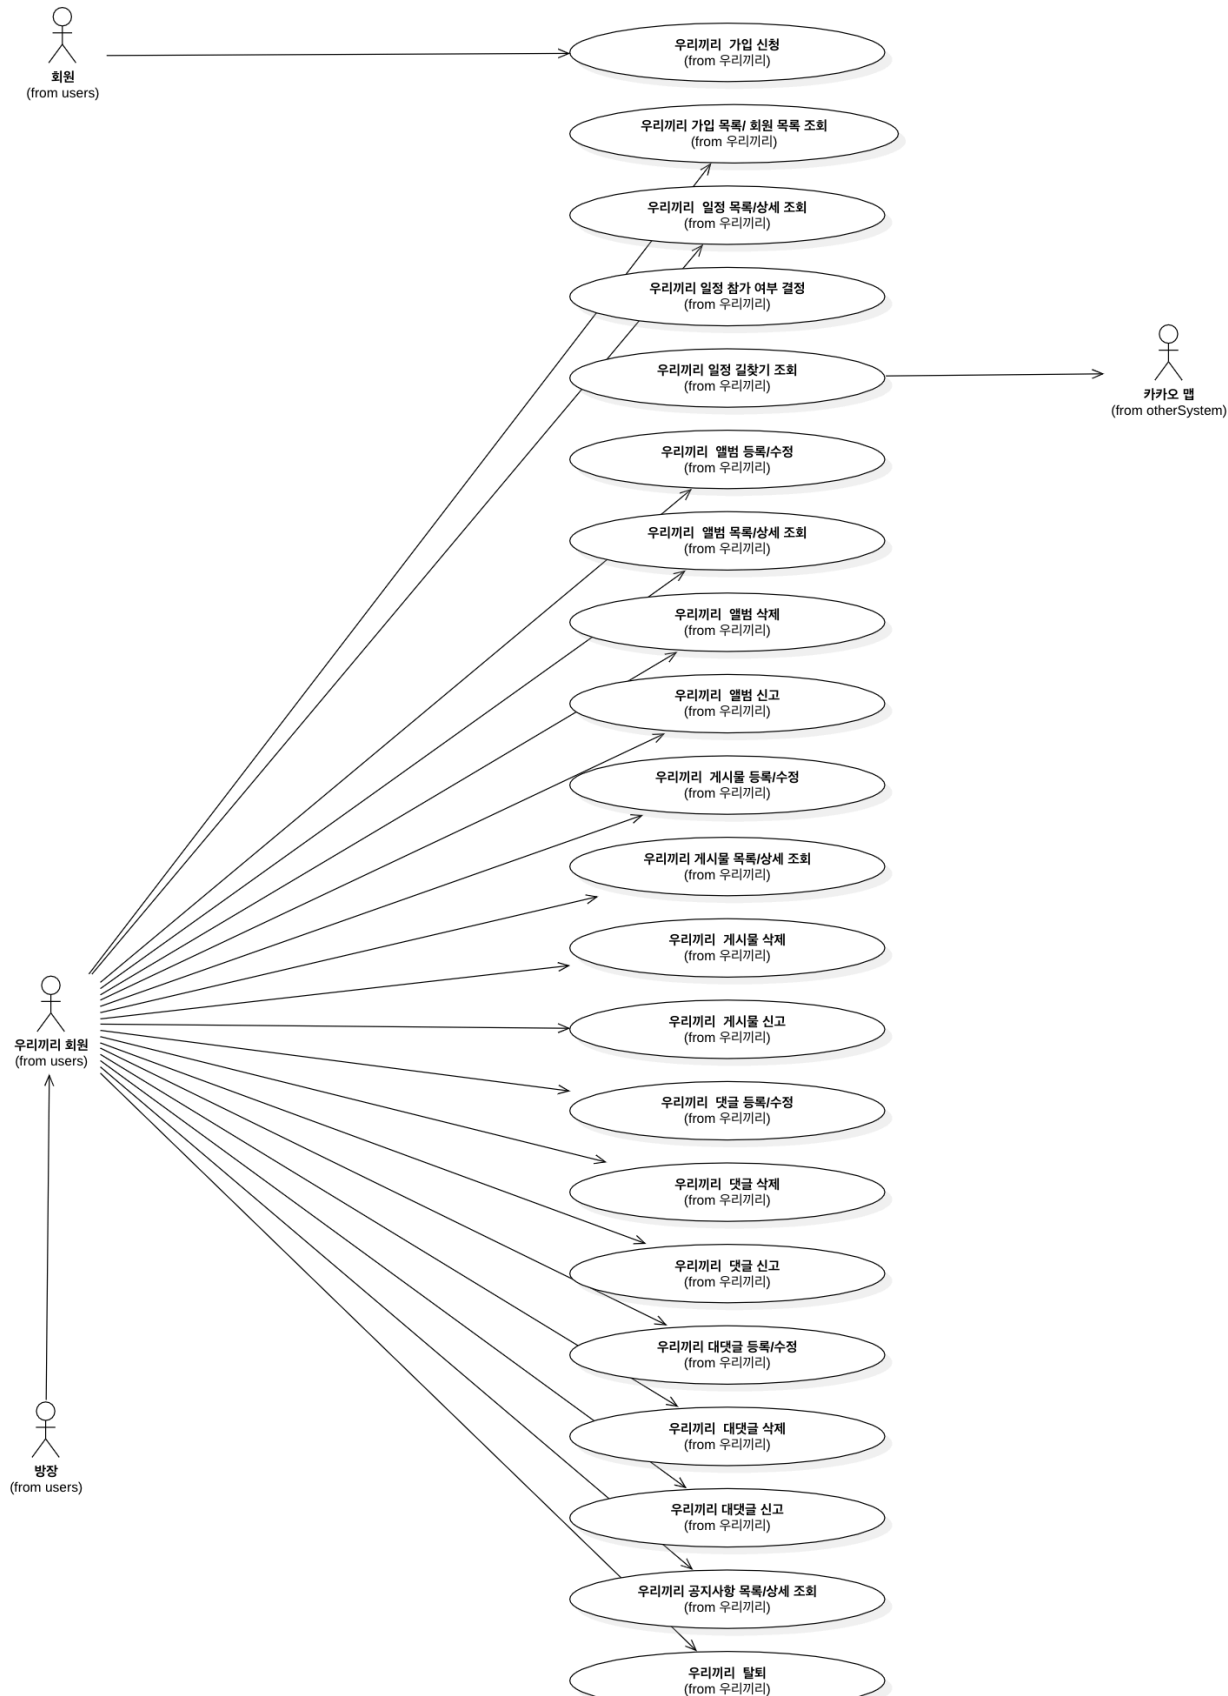 회원
(from users)
우리끼리  가입 신청
(from 우리끼리)
우리끼리 가입 목록/ 회원 목록 조회
(from 우리끼리)
우리끼리  일정 목록/상세 조회
(from 우리끼리)
우리끼리 일정 참가 여부 결정
(from 우리끼리)
우리끼리 일정 길찾기 조회
(from 우리끼리)
카카오 맵
(from otherSystem)
우리끼리  앨범 등록/수정
(from 우리끼리)
우리끼리  앨범 목록/상세 조회
(from 우리끼리)
우리끼리  앨범 삭제
(from 우리끼리)
우리끼리  앨범 신고
(from 우리끼리)
우리끼리  게시물 등록/수정
(from 우리끼리)
우리끼리 게시물 목록/상세 조회
(from 우리끼리)
우리끼리  게시물 삭제
(from 우리끼리)
우리끼리  게시물 신고
(from 우리끼리)
우리끼리 회원
(from users)
우리끼리  댓글 등록/수정
(from 우리끼리)
우리끼리  댓글 삭제
(from 우리끼리)
우리끼리  댓글 신고
(from 우리끼리)
우리끼리 대댓글 등록/수정
(from 우리끼리)
우리끼리  대댓글 삭제
(from 우리끼리)
방장
(from users)
우리끼리 대댓글 신고
(from 우리끼리)
우리끼리 공지사항 목록/상세 조회
(from 우리끼리)
우리끼리  탈퇴
(from 우리끼리)